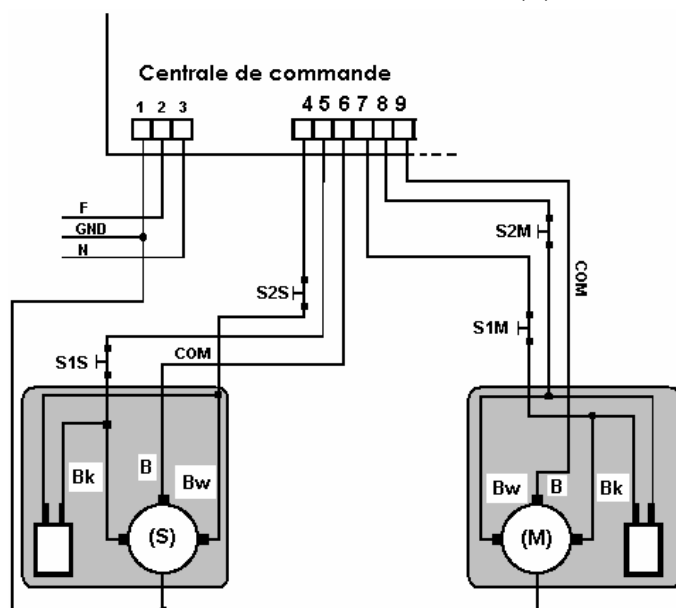 Centrale de commande
1 2 3
4 5 6 7 8 9
F
GND
N
S2M
S2S
COM
S1M
S1S
COM
Bk
B
Bw
Bw
B
Bk
(S)
(M)